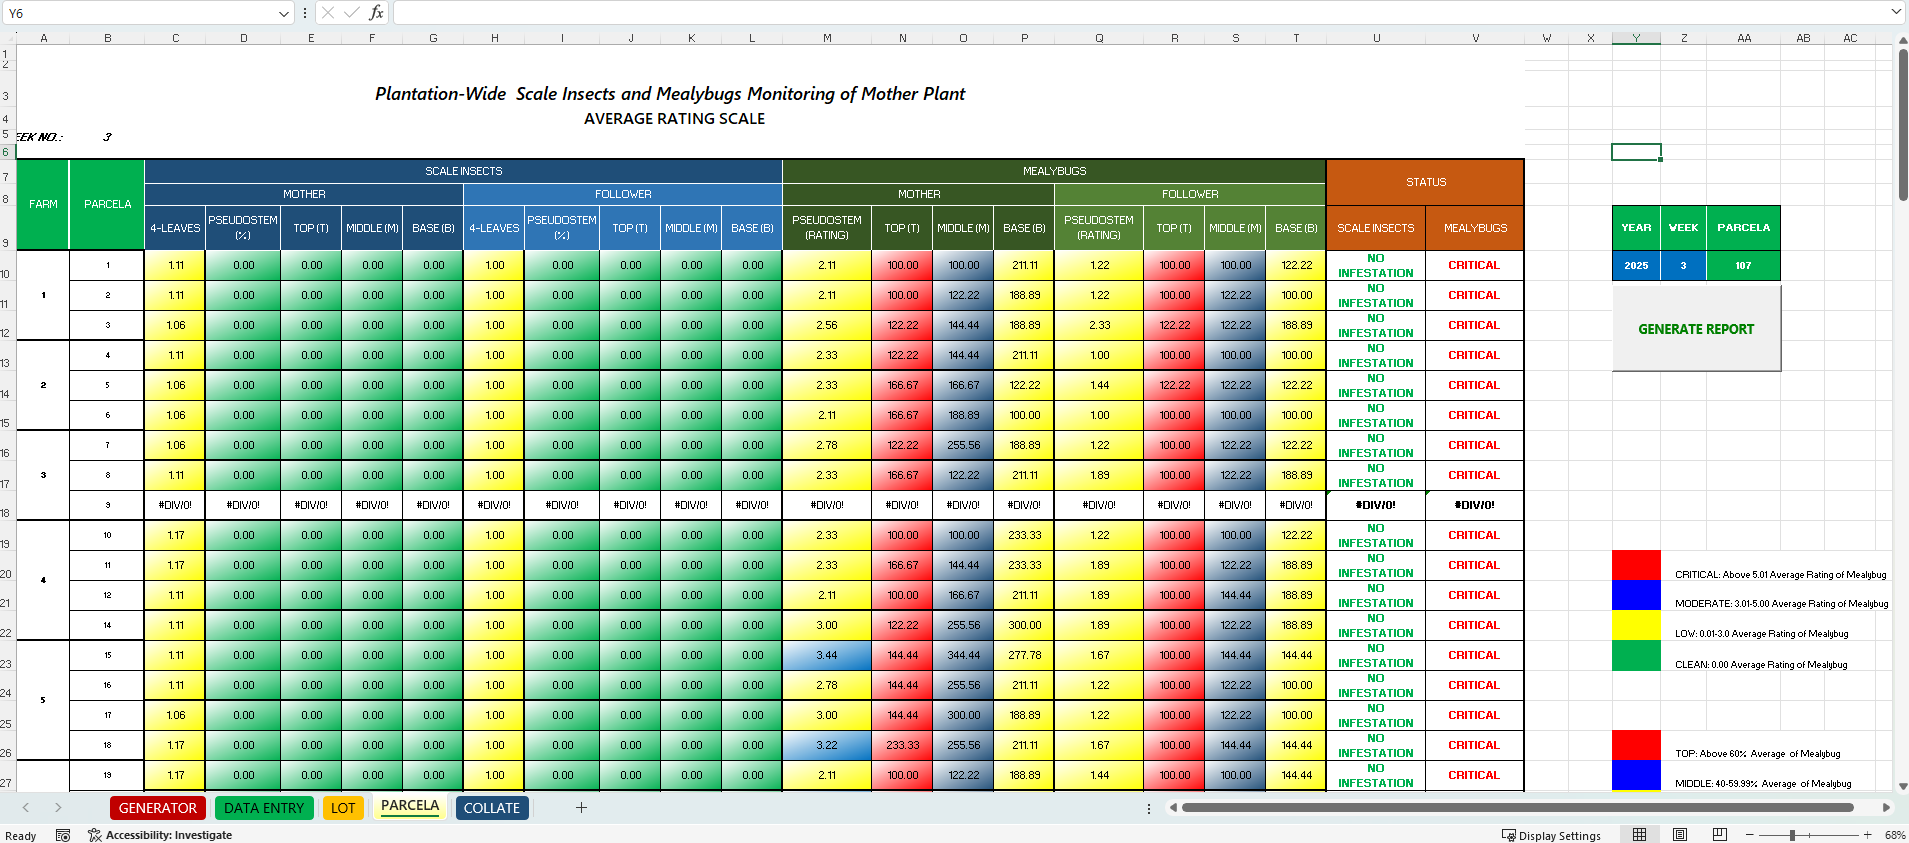 Y6
fx
A B C D E F G H I J K L M N O P Q R S T U V W X Y Z AA AB AC
1
2
3
Plantation-Wide  Scale Insects and Mealybugs Monitoring of Mother Plant
4
AVERAGE RATING SCALE
5
EEK NO.: 3
6
7 SCALE INSECTS MEALYBUGS STATUS
8 FARM PARCELA MOTHER FOLLOWER MOTHER FOLLOWER
9 4-LEAVES PSEUDOSTEM (%) TOP (T) MIDDLE (M) BASE (B) 4-LEAVES PSEUDOSTEM (%) TOP (T) MIDDLE (M) BASE (B) PSEUDOSTEM (RATING) TOP (T) MIDDLE (M) BASE (B) PSEUDOSTEM (RATING) TOP (T) MIDDLE (M) BASE (B) SCALE INSECTS MEALYBUGS YEAR WEEK PARCELA
10 1 1.11 0.00 0.00 0.00 0.00 1.00 0.00 0.00 0.00 0.00 2.11 100.00 100.00 211.11 1.22 100.00 100.00 122.22 NO INFESTATION CRITICAL 2025 3 107
11 1 2 1.11 0.00 0.00 0.00 0.00 1.00 0.00 0.00 0.00 0.00 2.11 100.00 122.22 188.89 1.22 100.00 122.22 100.00 NO INFESTATION CRITICAL
12 3 1.06 0.00 0.00 0.00 0.00 1.00 0.00 0.00 0.00 0.00 2.56 122.22 144.44 188.89 2.33 122.22 122.22 188.89 NO INFESTATION CRITICAL GENERATE REPORT
13 4 1.11 0.00 0.00 0.00 0.00 1.00 0.00 0.00 0.00 0.00 2.33 122.22 144.44 211.11 1.00 100.00 100.00 100.00 NO INFESTATION CRITICAL
14 2 5 1.06 0.00 0.00 0.00 0.00 1.00 0.00 0.00 0.00 0.00 2.33 166.67 166.67 122.22 1.44 122.22 122.22 122.22 NO INFESTATION CRITICAL
15 6 1.06 0.00 0.00 0.00 0.00 1.00 0.00 0.00 0.00 0.00 2.11 166.67 188.89 100.00 1.00 100.00 100.00 100.00 NO INFESTATION CRITICAL
16 7 1.06 0.00 0.00 0.00 0.00 1.00 0.00 0.00 0.00 0.00 2.78 122.22 255.56 188.89 1.22 100.00 122.22 122.22 NO INFESTATION CRITICAL
17 3 8 1.11 0.00 0.00 0.00 0.00 1.00 0.00 0.00 0.00 0.00 2.33 166.67 122.22 211.11 1.89 100.00 122.22 188.89 NO INFESTATION CRITICAL
18 9 #DIV/0! #DIV/0! #DIV/0! #DIV/0! #DIV/0! #DIV/0! #DIV/0! #DIV/0! #DIV/0! #DIV/0! #DIV/0! #DIV/0! #DIV/0! #DIV/0! #DIV/0! #DIV/0! #DIV/0! #DIV/0! #DIV/0! #DIV/0!
19 10 1.17 0.00 0.00 0.00 0.00 1.00 0.00 0.00 0.00 0.00 2.33 100.00 100.00 233.33 1.22 100.00 100.00 122.22 NO INFESTATION CRITICAL
20 4 11 1.17 0.00 0.00 0.00 0.00 1.00 0.00 0.00 0.00 0.00 2.33 166.67 144.44 233.33 1.89 100.00 122.22 188.89 NO INFESTATION CRITICAL CRITICAL: Above 5.01 Average Rating of Mealybug
21 12 1.11 0.00 0.00 0.00 0.00 1.00 0.00 0.00 0.00 0.00 2.11 100.00 166.67 211.11 1.89 100.00 144.44 188.89 NO INFESTATION CRITICAL MODERATE: 3.01-5.00 Average Rating of Mealybug
22 14 1.11 0.00 0.00 0.00 0.00 1.00 0.00 0.00 0.00 0.00 3.00 122.22 255.56 300.00 1.89 100.00 122.22 188.89 NO INFESTATION CRITICAL LOW: 0.01-3.0 Average Rating of Mealybug
23 15 1.11 0.00 0.00 0.00 0.00 1.00 0.00 0.00 0.00 0.00 3.44 144.44 344.44 277.78 1.67 100.00 144.44 144.44 NO INFESTATION CRITICAL CLEAN: 0.00 Average Rating of Mealybug
24 5 16 1.11 0.00 0.00 0.00 0.00 1.00 0.00 0.00 0.00 0.00 2.78 144.44 255.56 211.11 1.22 100.00 122.22 100.00 NO INFESTATION CRITICAL
25 17 1.06 0.00 0.00 0.00 0.00 1.00 0.00 0.00 0.00 0.00 3.00 144.44 300.00 188.89 1.22 100.00 122.22 100.00 NO INFESTATION CRITICAL
26 18 1.17 0.00 0.00 0.00 0.00 1.00 0.00 0.00 0.00 0.00 3.22 233.33 255.56 211.11 1.67 100.00 144.44 144.44 NO INFESTATION CRITICAL TOP: Above 60% Average of Mealybug
27 19 1.17 0.00 0.00 0.00 0.00 1.00 0.00 0.00 0.00 0.00 2.11 100.00 122.22 188.89 1.44 100.00 100.00 144.44 NO INFESTATION CRITICAL MIDDLE: 40-59.99% Average of Mealybug
GENERATOR DATA ENTRY LOT PARCELA COLLATE
Ready Accessibility: Investigate Display Settings 68%